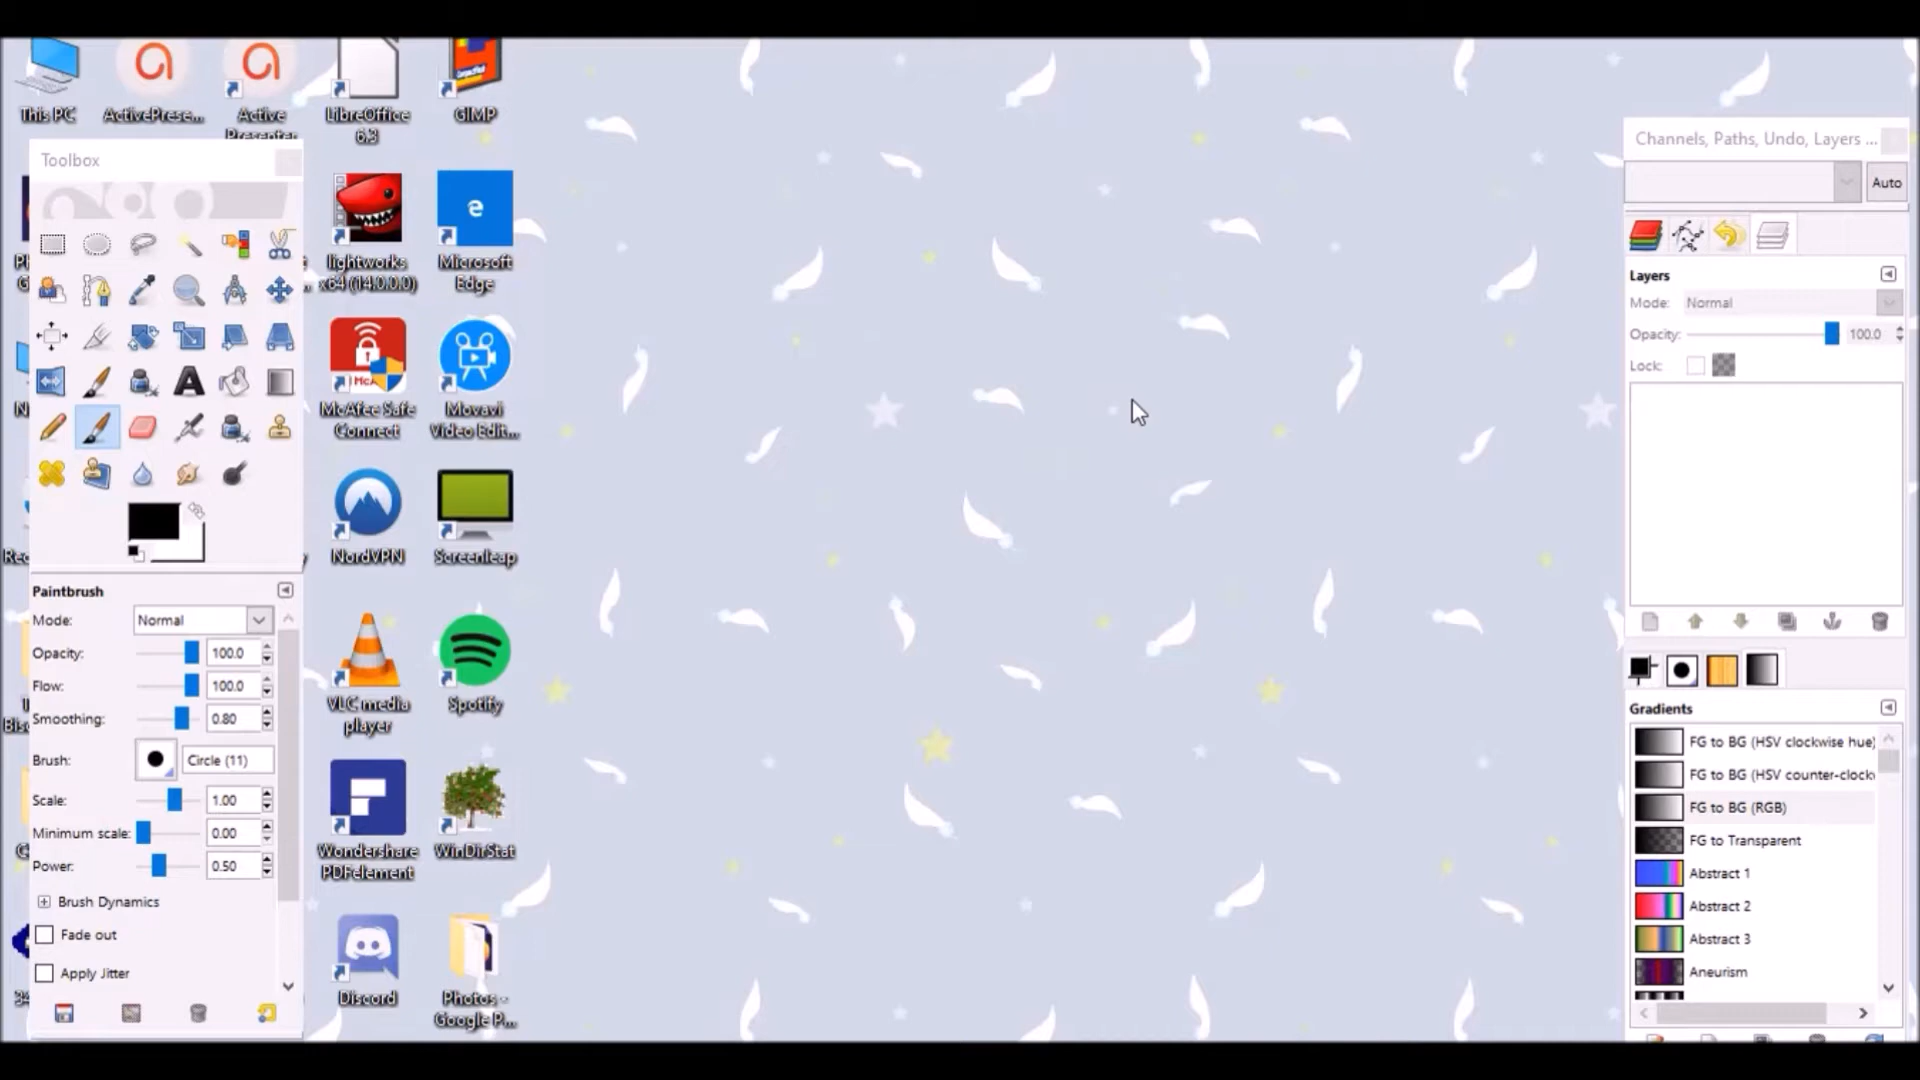 This PC
ActivePrese...
Active
Presenter
LibreOffice
6.3
GIMP
Toolbox
lightworks
x64 (14.0.0.0)
Microsoft
Edge
McAfee Safe
Connect
Movavi
Video Edit...
NordVPN
Screenleap
VLC media
player
Spotify
Wondershare
PDFelement
WinDirStat
Discord
Photos -
Google P...
Paintbrush
Mode: Normal
Opacity: 100.0
Flow: 100.0
Smoothing: 0.80
Brush: Circle (11)
Scale: 1.00
Minimum scale: 0.00
Power: 0.50
Brush Dynamics
Fade out
Apply Jitter
Channels, Paths, Undo, Layers ...
Auto
Layers
Mode: Normal
Opacity: 100.0
Lock:
Gradients
FG to BG (HSV clockwise hue)
FG to BG (HSV counter-clock
FG to BG (RGB)
FG to Transparent
Abstract 1
Abstract 2
Abstract 3
Aneurism